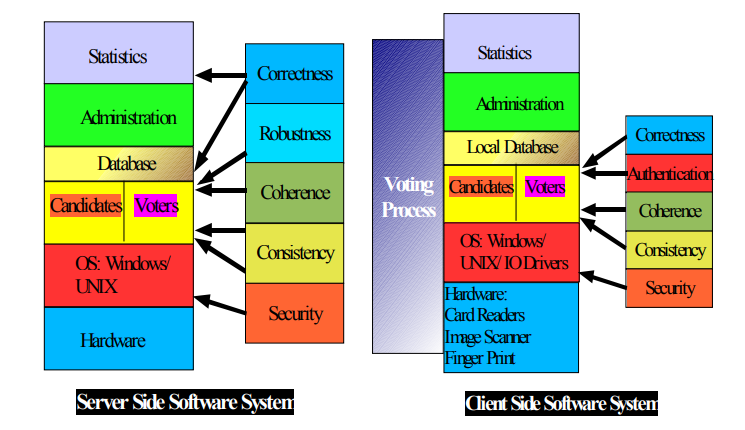 Statistics
Administration
Database
Candidates Voters
OS: Windows/
UNIX
Hardware
Correctness
Robustness
Coherence
Consistency
Security
Server Side Software System
Voting
Process
Statistics
Administration
Local Database
Candidates Voters
OS: Windows/
UNIX/ IO Drivers
Hardware:
Card Readers
Image Scanner
Finger Print
Correctness
Authentication
Coherence
Consistency
Security
Client Side Software System